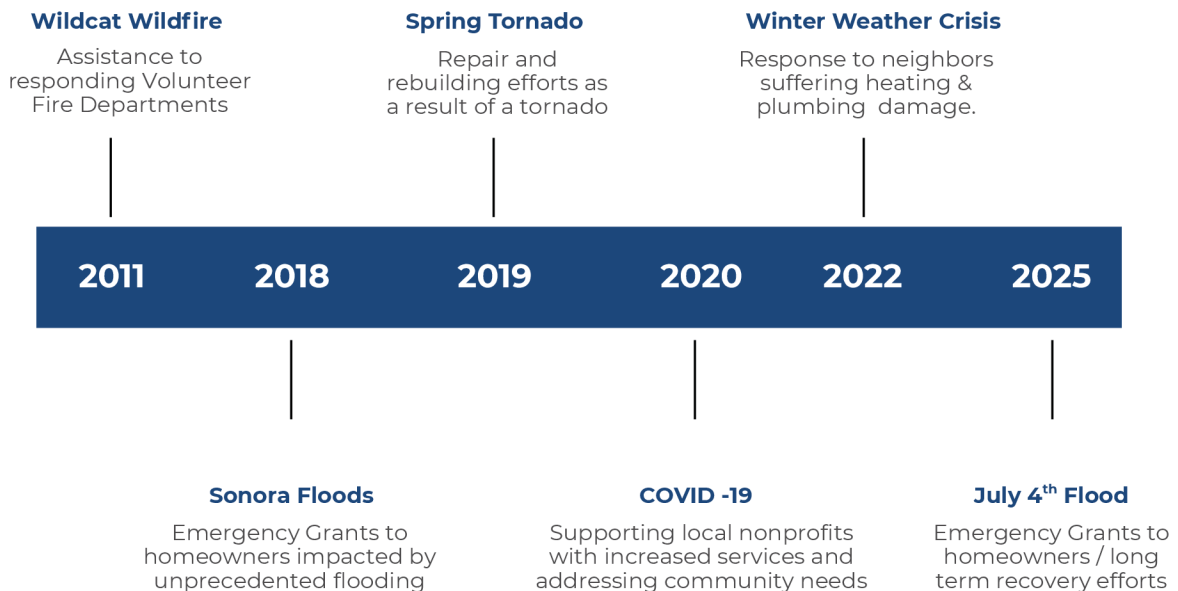 Wildcat Wildfire
Assistance to
responding Volunteer
Fire Departments
Spring Tornado
Repair and
rebuilding efforts as
a result of a tornado
Winter Weather Crisis
Response to neighbors
suffering heating &
plumbing  damage.
2011 2018 2019 2020 2022 2025
Sonora Floods
Emergency Grants to
homeowners impacted by
unprecedented flooding
COVID -19
Supporting local nonprofits
with increased services and
addressing community needs
July 4th Flood
Emergency Grants to
homeowners / long
term recovery efforts